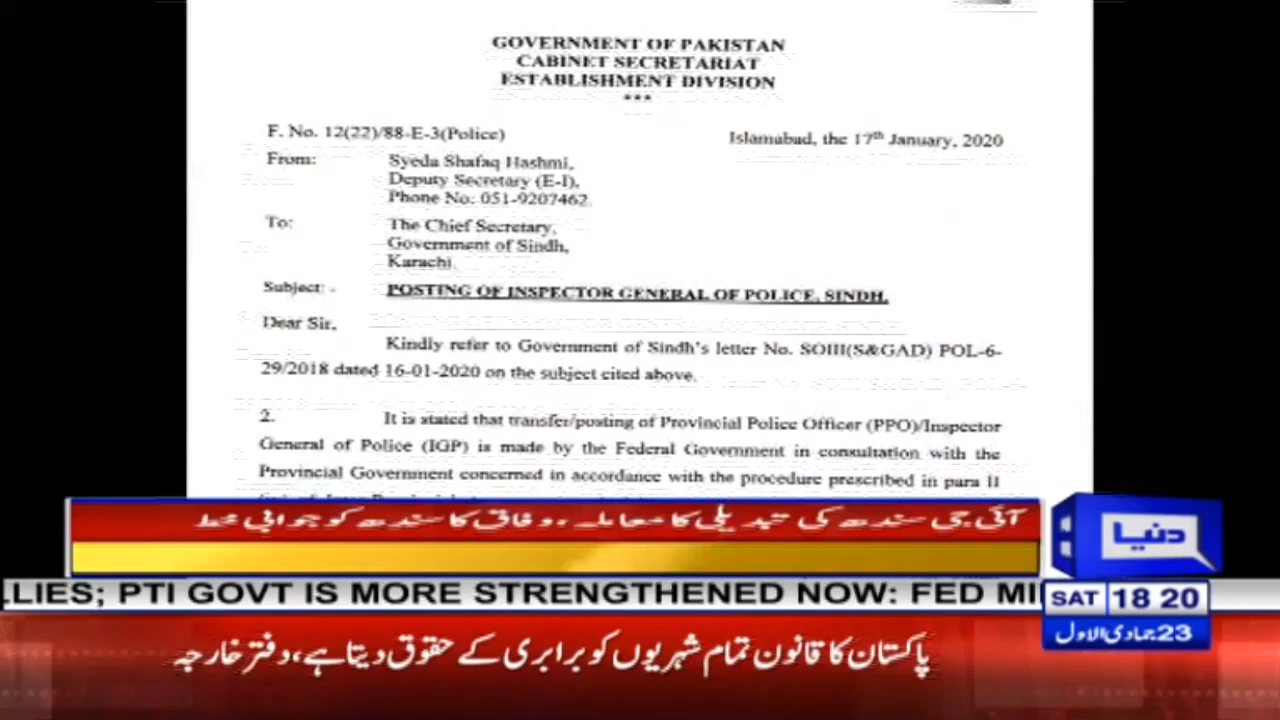 GOVERNMENT OF PAKISTAN
CABINET SECRETARIAT
ESTABLISHMENT DIVISION
***
F. No. 12(22)/88-E-3(Police)
Islamabad, the 17th January, 2020
From: Syeda Shafaq Hashmi,
Deputy Secretary (E-I),
Phone No. 051-9207462.
To: The Chief Secretary,
Government of Sindh,
Karachi.
Subject: - POSTING OF INSPECTOR GENERAL OF POLICE, SINDH.
Dear Sir,
Kindly refer to Government of Sindh's letter No. SOIII(S&GAD) POL-6-
29/2018 dated 16-01-2020 on the subject cited above.
2. It is stated that transfer/posting of Provincial Police Officer (PPO)/Inspector
General of Police (IGP) is made by the Federal Government in consultation with the
Provincial Government concerned in accordance with the procedure prescribed in para II
آئی جی سندھ کی تبدیلی کا معاملہ، وفاق کا سندھ کو جوابی خط
دنیا
LLIES; PTI GOVT IS MORE STRENGTHENED NOW: FED MI
SAT 18 20
23 جمادی الاول
پاکستان کا قانون تمام شہریوں کو برابری کے حقوق دیتا ہے، دفتر خارجہ